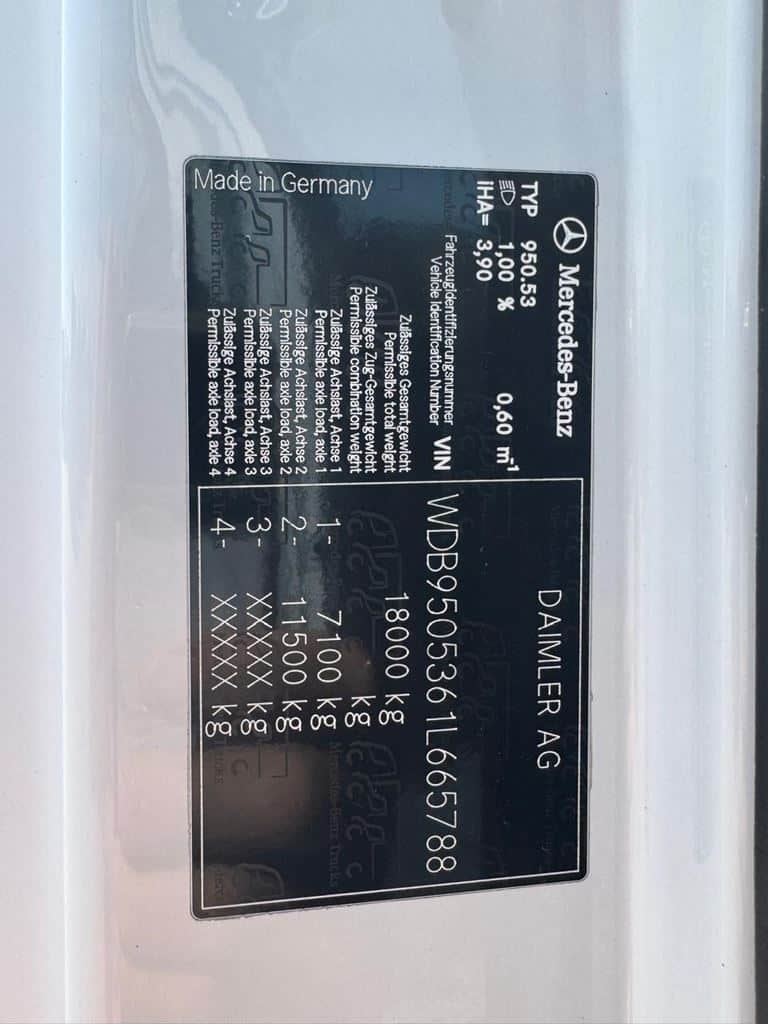 Mercedes-Benz
DAIMLER AG
TYP 950.53
1,00 % 0,60 m-1
IHA= 3,90
Fahrzeugidentifizierungsnummer
Vehicle Identification Number
VIN WDB9505361L665788
Zulässiges Gesamtgewicht
Permissible total weight
18000 kg
Zulässiges Zug-Gesamtgewicht
Permissible combination weight
kg
Zulässige Achslast, Achse 1
Permissible axle load, axle 1
1- 7100 kg
Zulässige Achslast, Achse 2
Permissible axle load, axle 2
2- 11500 kg
Zulässige Achslast, Achse 3
Permissible axle load, axle 3
3- XXXXX kg
Zulässige Achslast, Achse 4
Permissible axle load, axle 4
4- XXXXX kg
Made in Germany
Mercedes-Benz Trucks